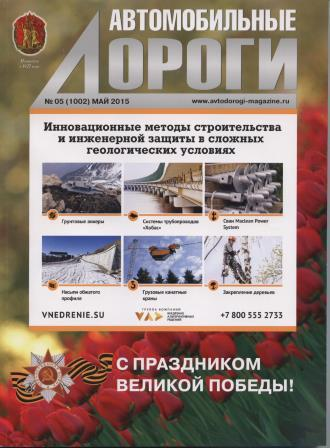 АВТОМОБИЛЬНЫЕ
ДОРОГИ
№ 05 (1002) МАЙ 2015
www.avtodorogi-magazine.ru
Инновационные методы строительства
и инженерной защиты в сложных
геологических условиях
Грунтовые анкеры
Системы трубопроводов
«Хобас»
Сваи Maclean Power
System
Насыпи обжатого
профиля
Грузовые канатные
краны
Закрепление деревьев
VNEDRENIE.SU
ГРУППА КОМПАНИЙ
+7 800 555 2733
С ПРАЗДНИКОМ
ВЕЛИКОЙ ПОБЕДЫ!